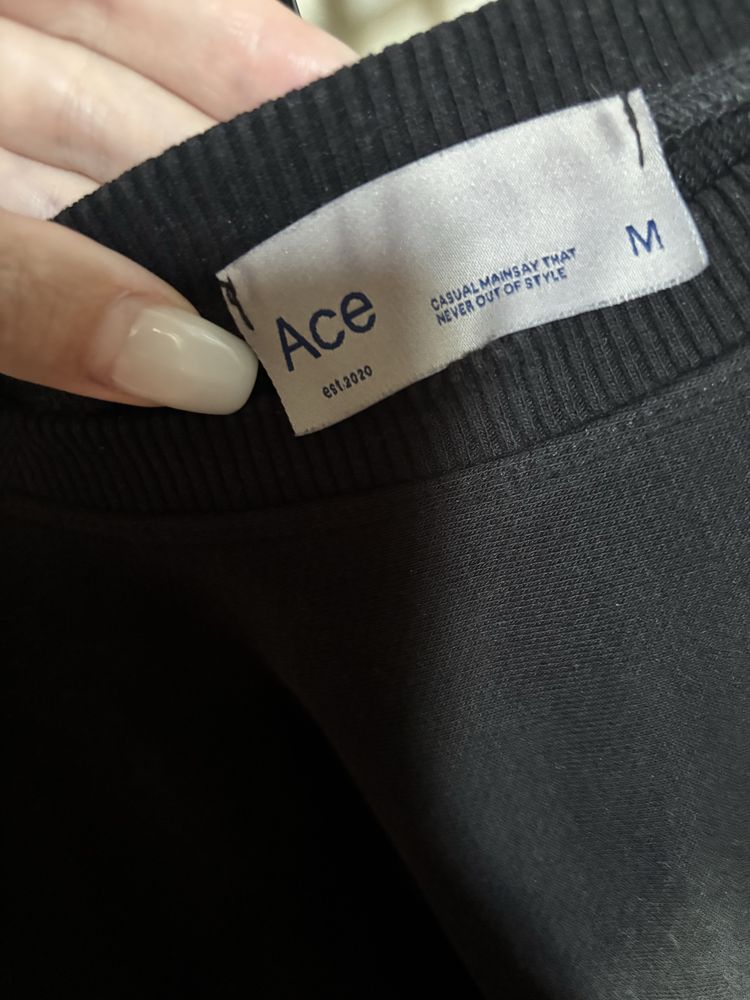 Ace
est.2020
CASUAL MAINSAY THAT
NEVER OUT OF STYLE
M